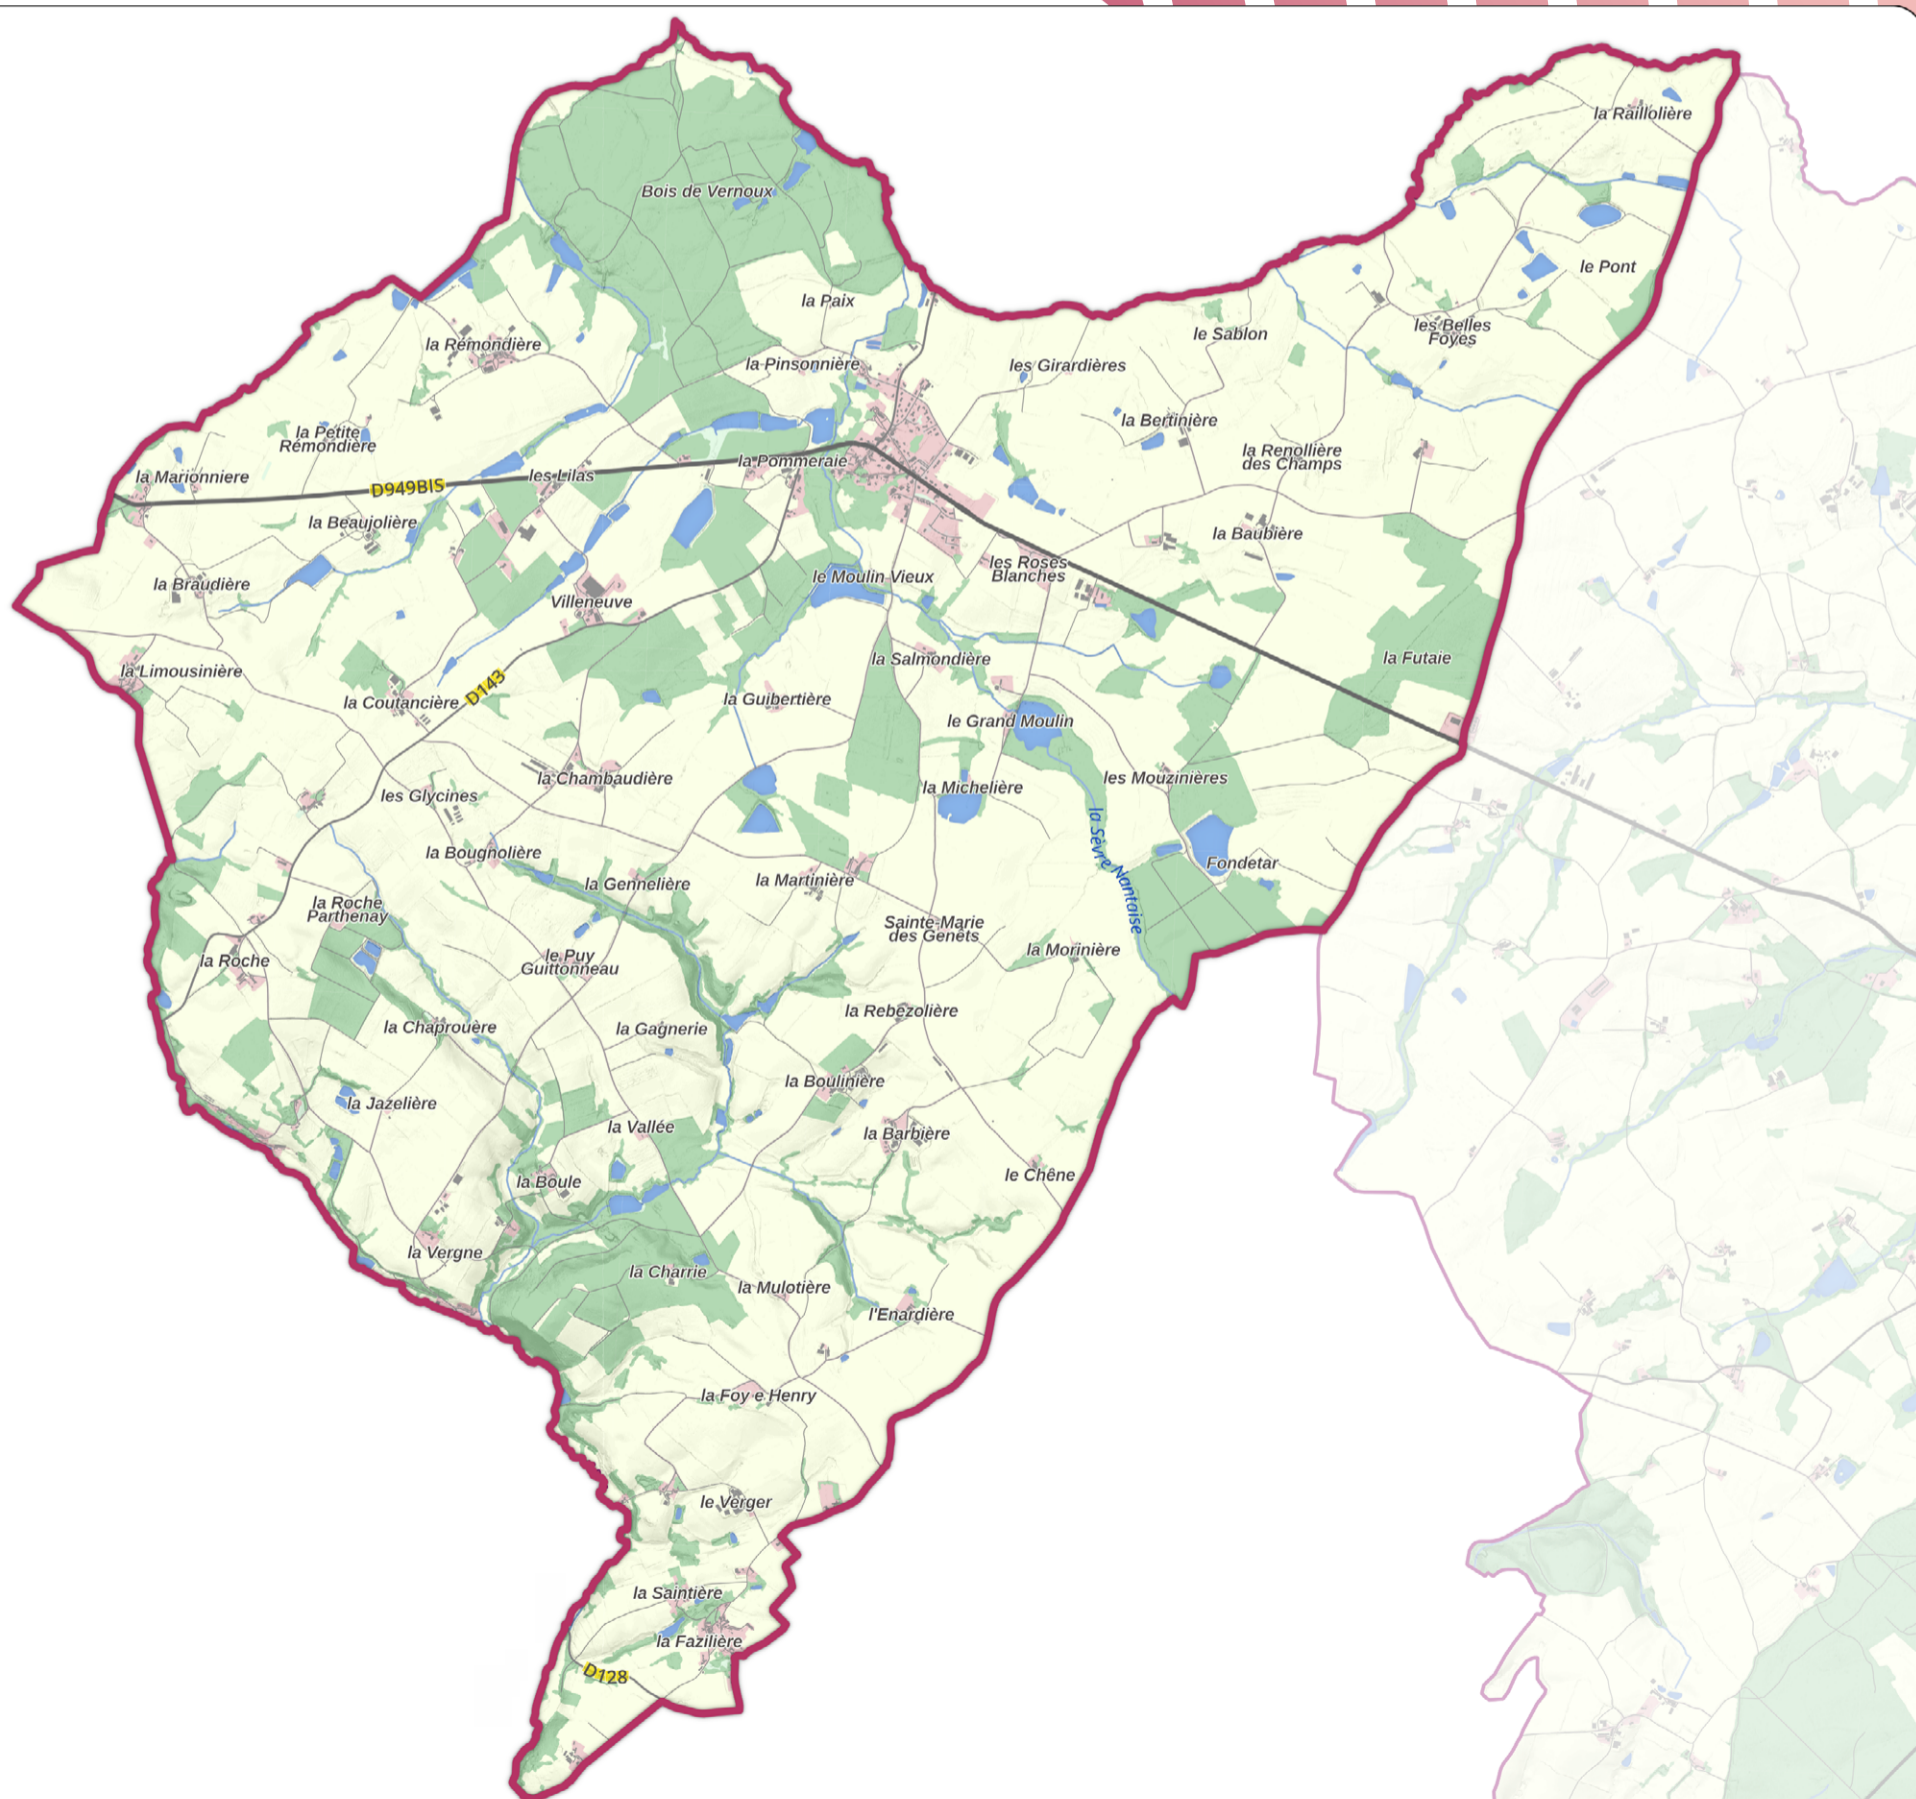 la Raillolière
Bois de Vernoux
le Pont
la Paix
les Belles
Foyes
le Sablon
la Rémondière
la Pinsonnière
les Girardières
la Bertinière
la Petite
Rémondière
la Renollière
des Champs
la Pommeraie
la Marionniere
les Lilas
D949BIS
la Beaujolière
la Baubière
les Roses
Blanches
le Moulin Vieux
la Braudière
Villeneuve
la Futaie
la Salmondière
la Limousinière
D143
la Coutancière
la Guibertière
le Grand Moulin
la Chambaudière
les Mouzinières
la Michelière
les Glycines
la Sèvre Nantaise
la Bougnolière
Fondetar
la Gennelière
la Martinière
la Roche
Parthenay
Sainte-Marie
des Genêts
la Morinière
la Roche
le Puy
Guittonneau
la Rebezolière
la Chaprouère
la Gagnerie
la Boulinière
la Jazelière
la Vallée
la Barbière
le Chêne
la Boule
la Vergne
la Charrie
la Mulotière
l'Enardière
la Foy e Henry
le Verger
la Saintière
la Fazilière
D128